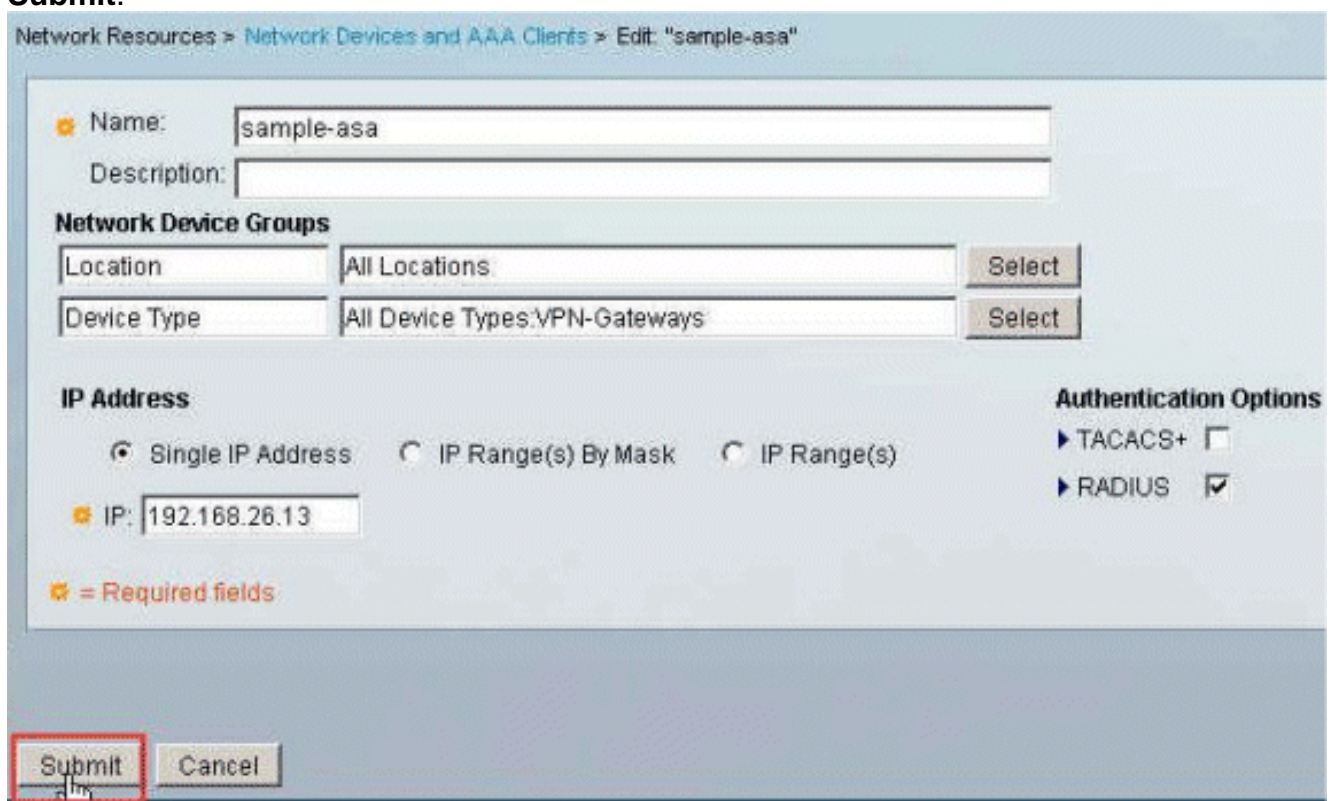 Submit.
Network Resources > Network Devices and AAA Clients > Edit: "sample-asa"
Name: sample-asa
Description:
Network Device Groups
Location All Locations Select
Device Type All Device Types:VPN-Gateways Select
IP Address Authentication Options
Single IP Address IP Range(s) By Mask IP Range(s) TACACS+
RADIUS
IP: 192.168.26.13
= Required fields
Submit Cancel